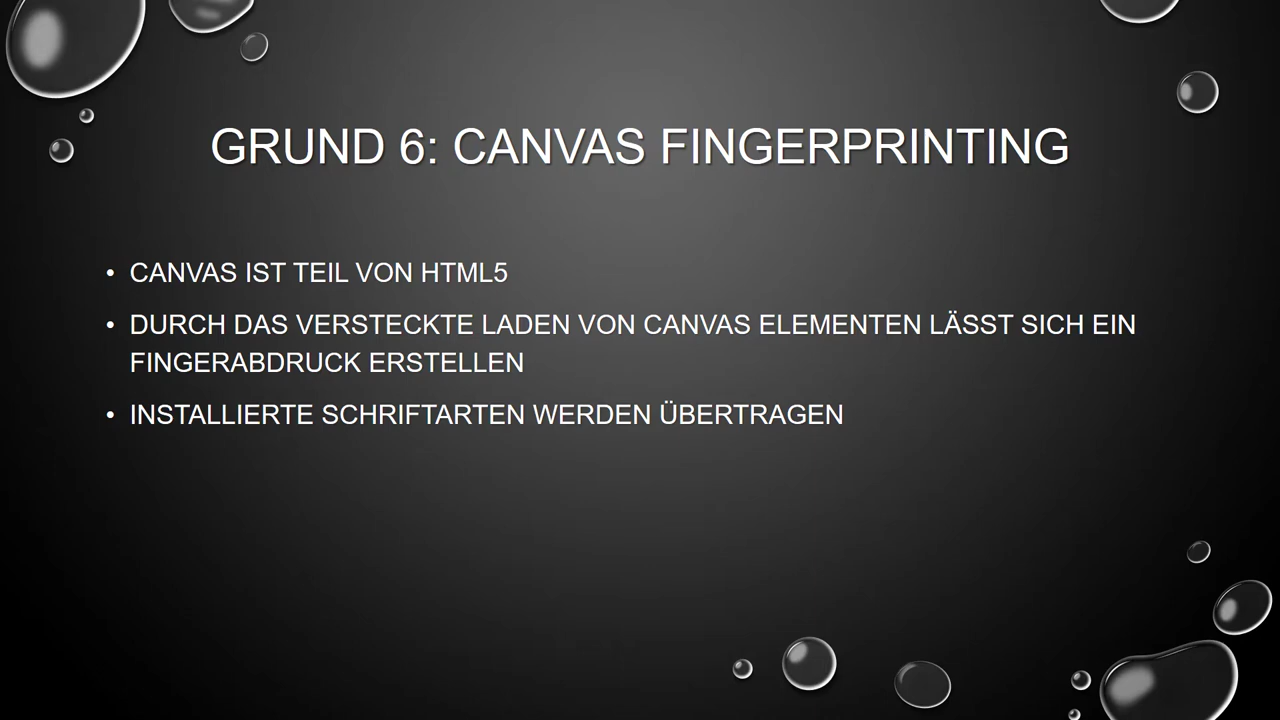 GRUND 6: CANVAS FINGERPRINTING
• CANVAS IST TEIL VON HTML5
• DURCH DAS VERSTECKTE LADEN VON CANVAS ELEMENTEN LÄSST SICH EIN
FINGERABDRUCK ERSTELLEN
• INSTALLIERTE SCHRIFTARTEN WERDEN ÜBERTRAGEN